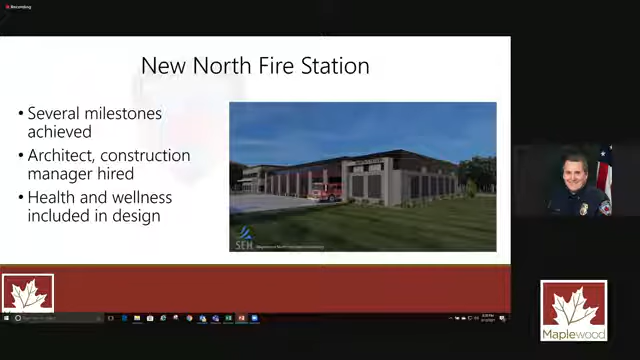 Recording
New North Fire Station
• Several milestones
achieved
• Architect, construction
manager hired
• Health and wellness
included in design
SEH
Maplewood